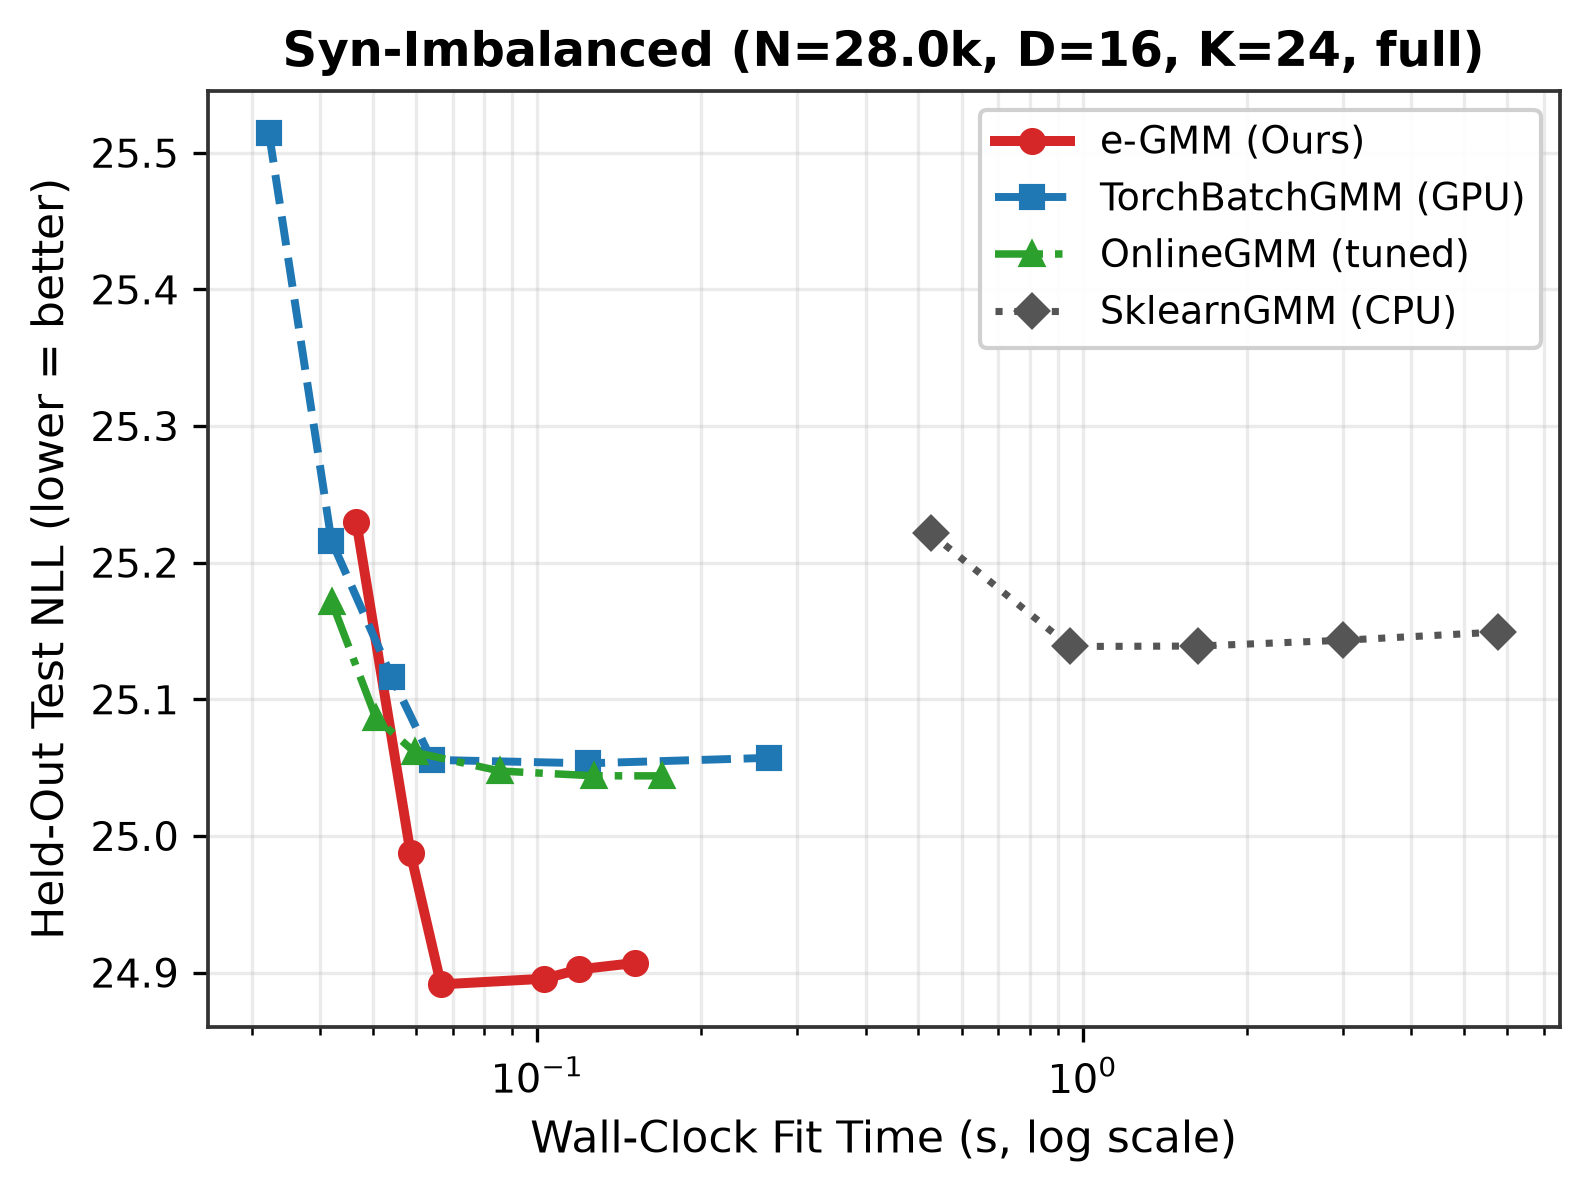 Syn-Imbalanced (N=28.0k, D=16, K=24, full)
Held-Out Test NLL (lower = better)
25.5
25.4
25.3
25.2
25.1
25.0
24.9
e-GMM (Ours)
TorchBatchGMM (GPU)
OnlineGMM (tuned)
SklearnGMM (CPU)
10⁻¹
10⁰
Wall-Clock Fit Time (s, log scale)